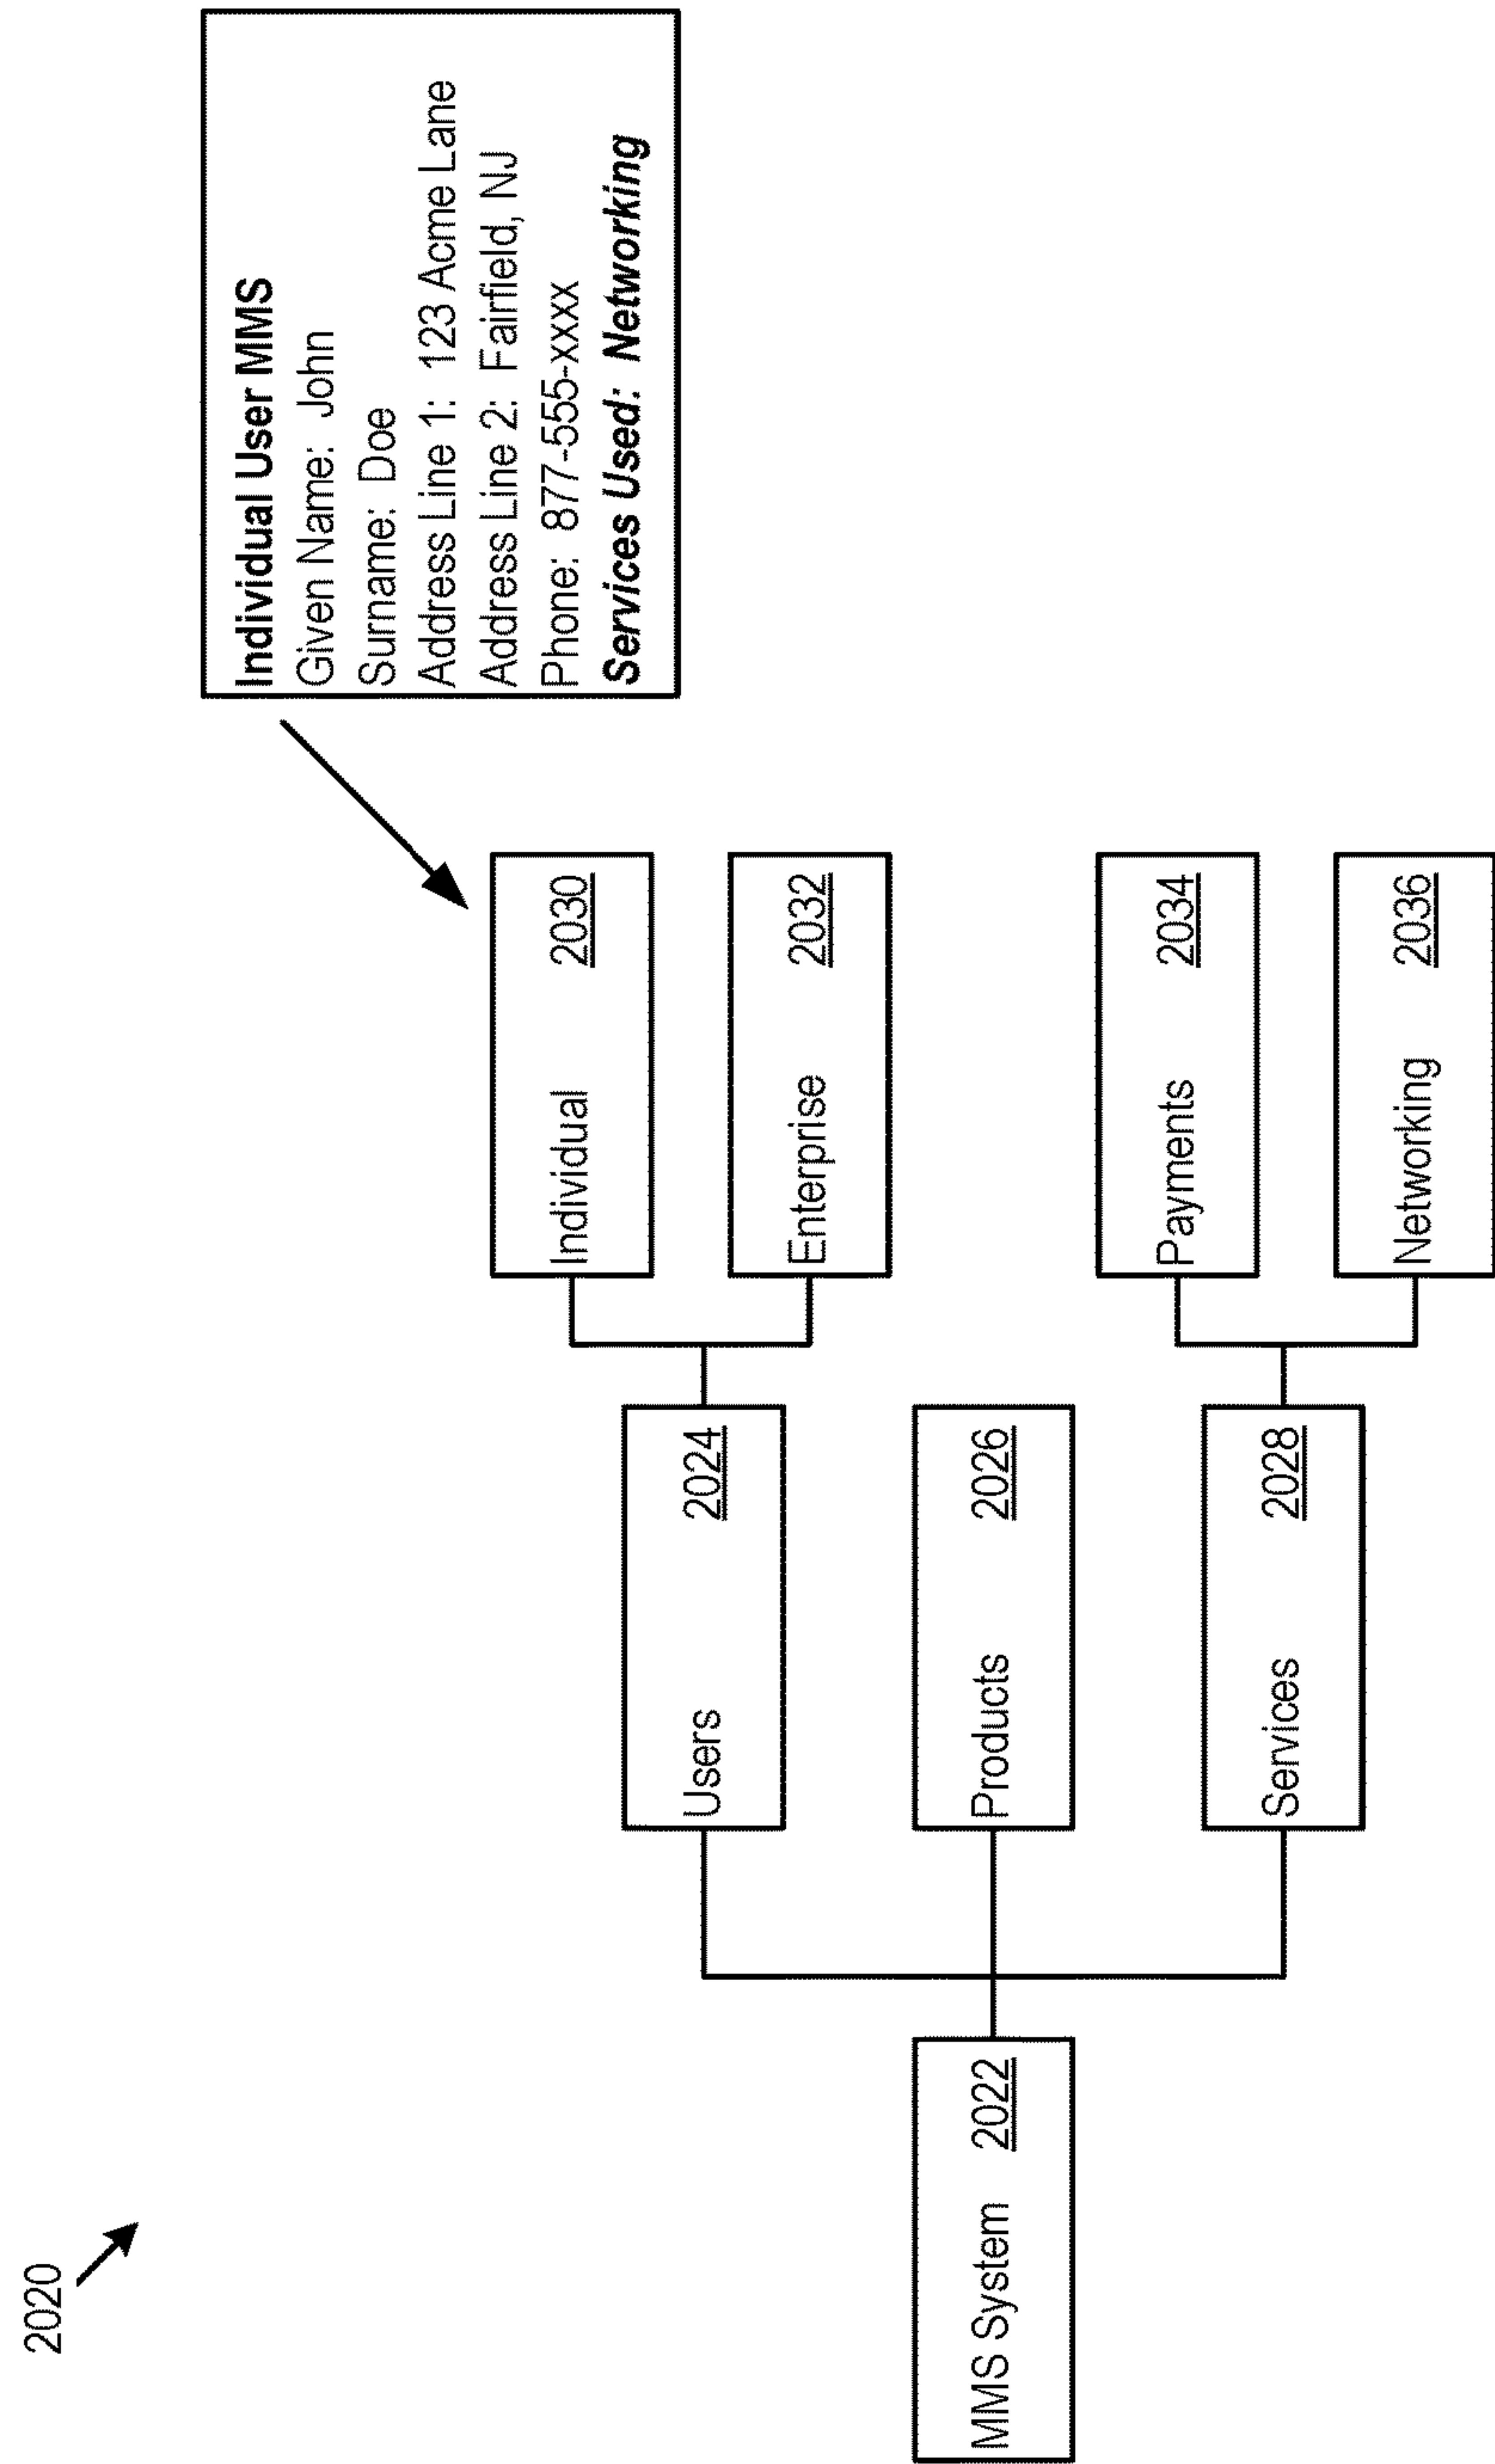 2020
MMS System 2022
Users 2024
Products 2026
Services 2028
Individual 2030
Enterprise 2032
Payments 2034
Networking 2036
Individual User MMS
Given Name: John
Surname: Doe
Address Line 1: 123 Acme Lane
Address Line 2: Fairfield, NJ
Phone: 877-555-xxxx
Services Used: Networking